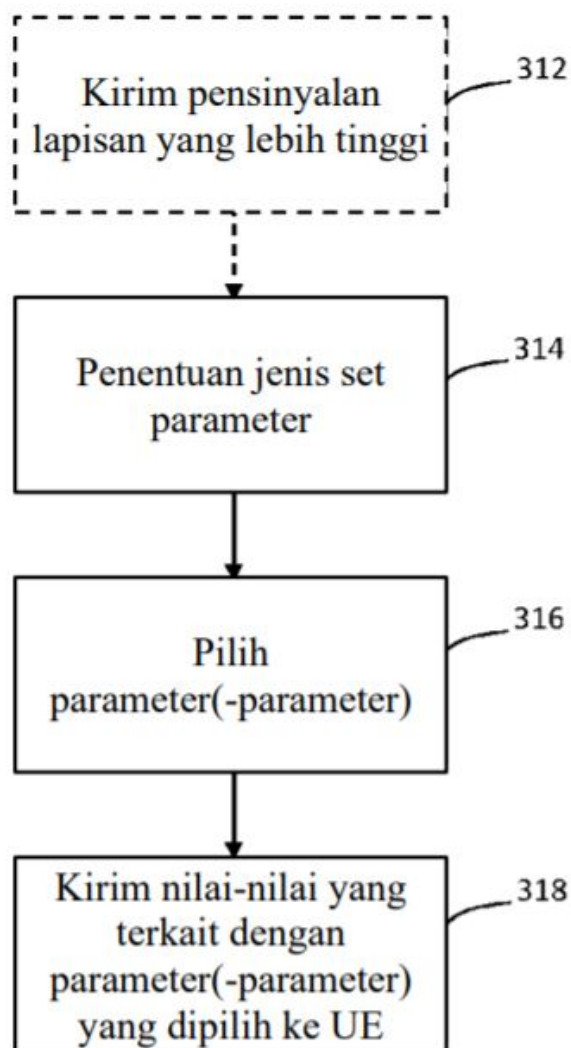 Kirim pensinyalan
lapisan yang lebih tinggi
312
Penentuan jenis set
parameter
314
Pilih
parameter(-parameter)
316
Kirim nilai-nilai yang
terkait dengan
parameter(-parameter)
yang dipilih ke UE
318